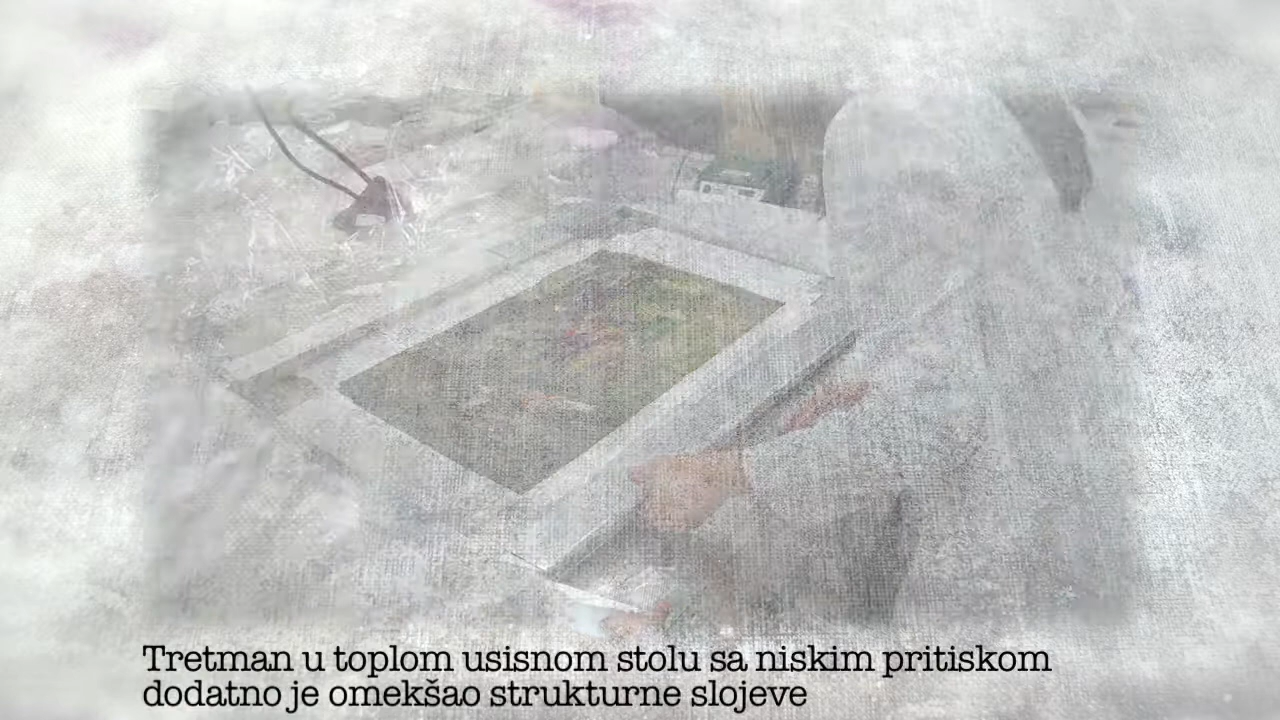 Tretman u toplom usisnom stolu sa niskim pritiskom
dodatno je omekšao strukturne slojeve